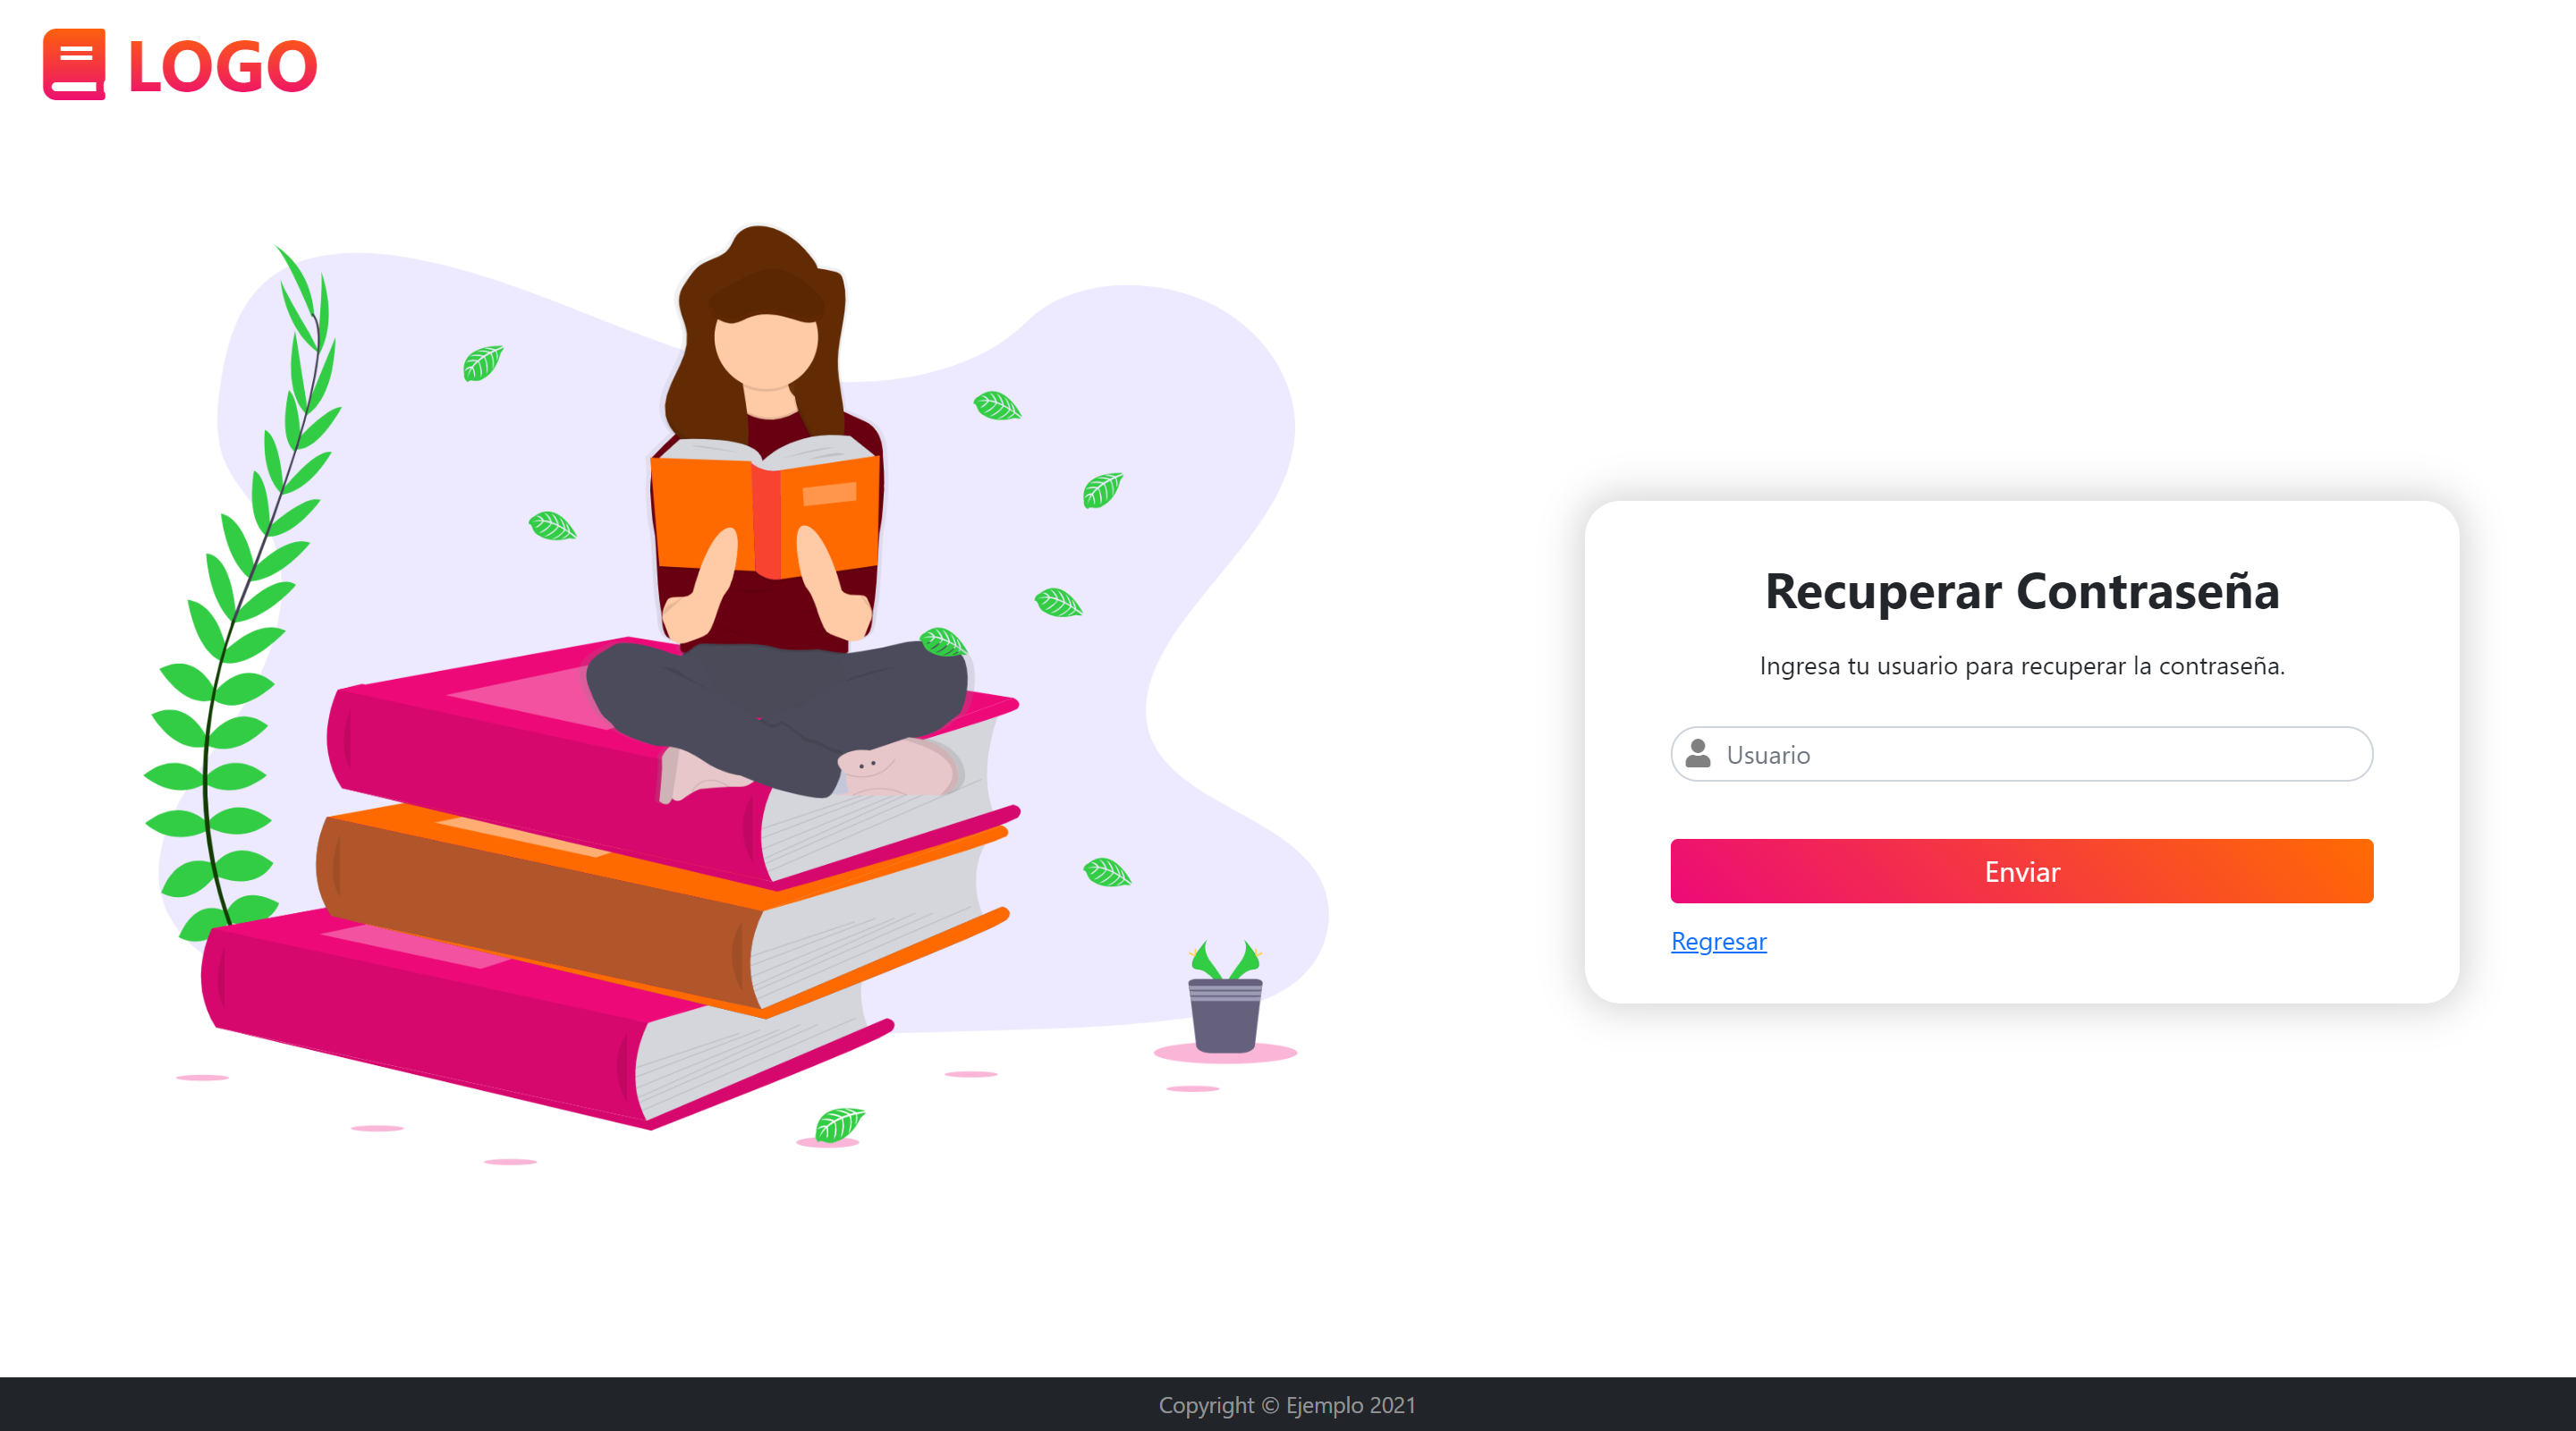 LOGO
Recuperar Contraseña
Ingresa tu usuario para recuperar la contraseña.
Usuario
Enviar
Regresar
Copyright © Ejemplo 2021